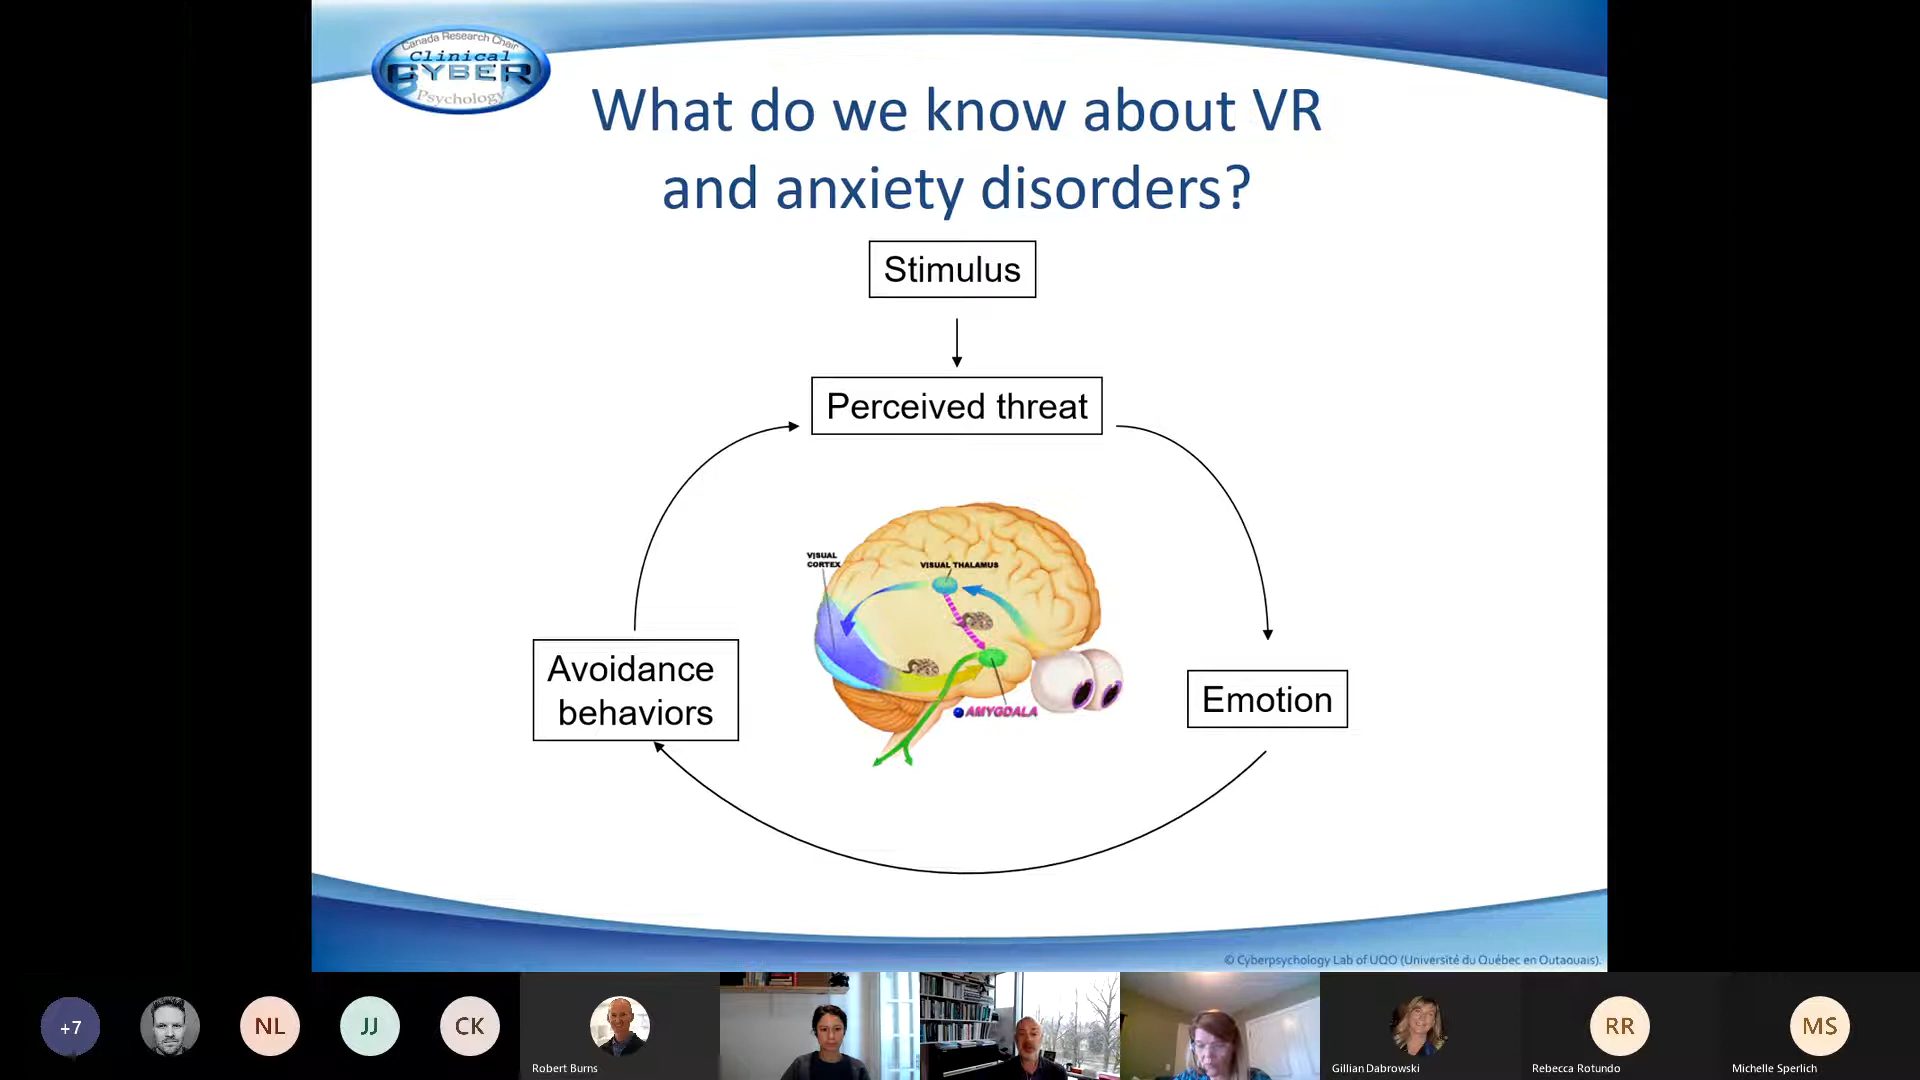 Canada Research Chair
Clinical
CYBER
Psychology
What do we know about VR
and anxiety disorders?
Stimulus
Perceived threat
VISUAL
CORTEX
VISUAL THALAMUS
AMYGDALA
Avoidance
behaviors
Emotion
© Cyberpsychology Lab of UQO (Université du Québec en Outaouais).
+7
NL
JJ
CK
Robert Burns
Gillian Dabrowski
RR
Rebecca Rotundo
MS
Michelle Sperlich